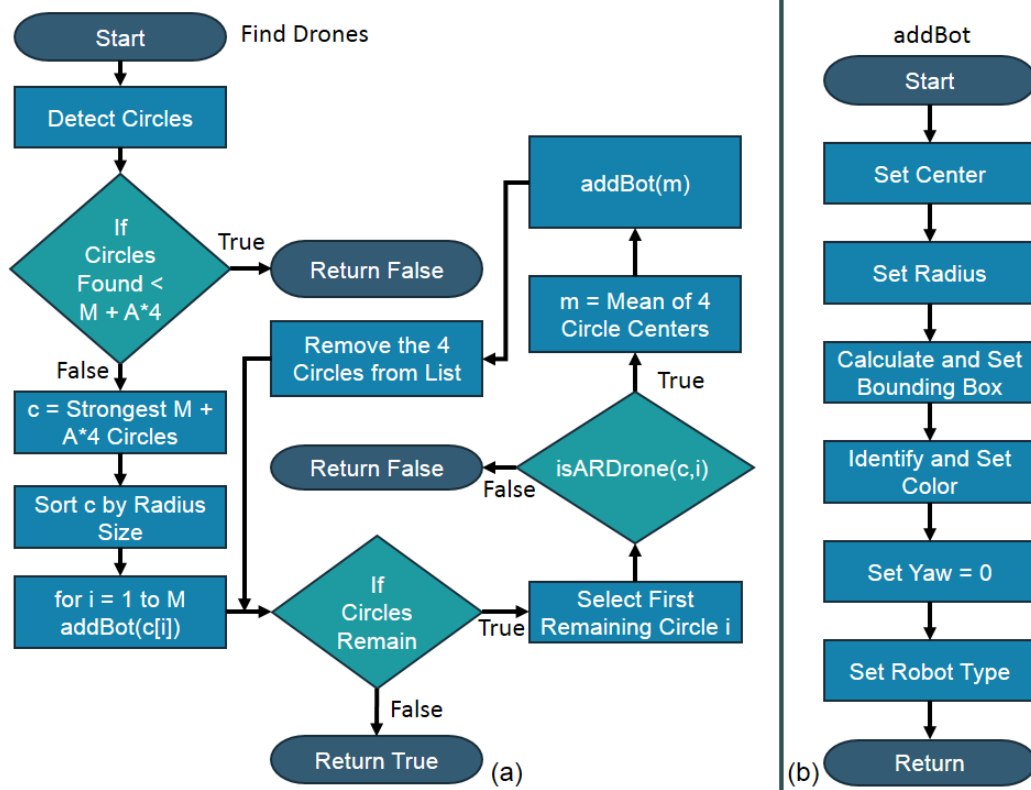 Find Drones
Start
Detect Circles
If
Circles
Found <
M + A*4
True
Return False
False
c = Strongest M +
A*4 Circles
Sort c by Radius
Size
for i = 1 to M
addBot(c[i])
If
Circles
Remain
True
False
Return True
Select First
Remaining Circle i
isARDrone(c,i)
False
Return False
True
m = Mean of 4
Circle Centers
addBot(m)
Remove the 4
Circles from List
(a)
addBot
Start
Set Center
Set Radius
Calculate and Set
Bounding Box
Identify and Set
Color
Set Yaw = 0
Set Robot Type
Return
(b)